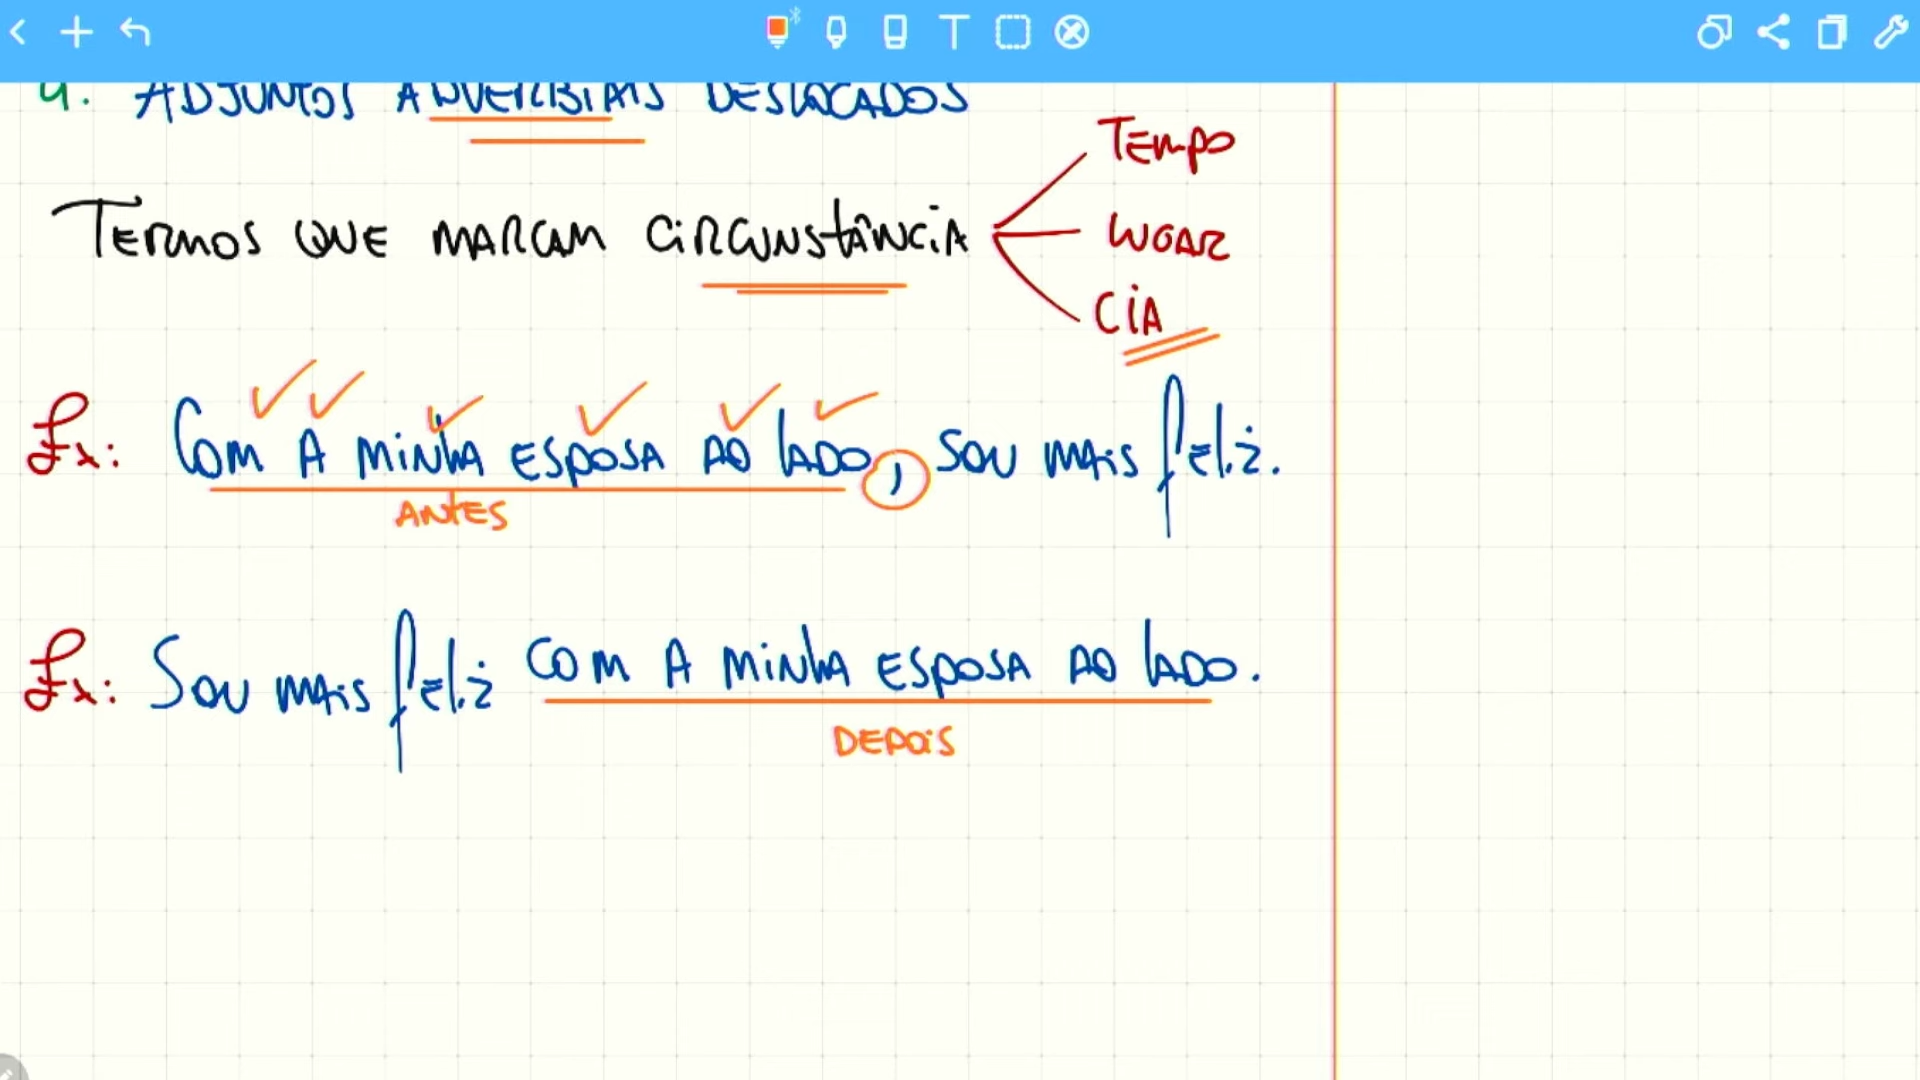 4. ADJUNTOS ADVERBIAIS DESLOCADOS
TEMPO
TERMOS QUE MARCAM CIRCUNSTÂNCIA
LUGAR
CIA
Ex: COM A MINHA ESPOSA AO LADO, SOU MAIS FELIZ.
ANTES
Ex: SOU MAIS FELIZ COM A MINHA ESPOSA AO LADO.
DEPOIS